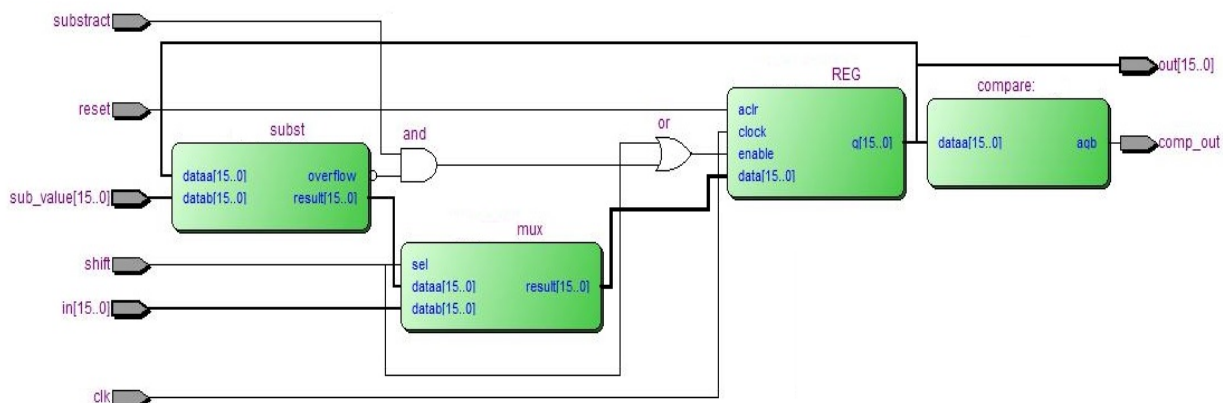 substract
reset
sub_value[15..0]
shift
in[15..0]
clk
subst
dataa[15..0] overflow
datab[15..0] result[15..0]
and
mux
sel
dataa[15..0] result[15..0]
datab[15..0]
or
REG
aclr
clock
enable q[15..0]
data[15..0]
compare:
dataa[15..0] aqb
out[15..0]
comp_out